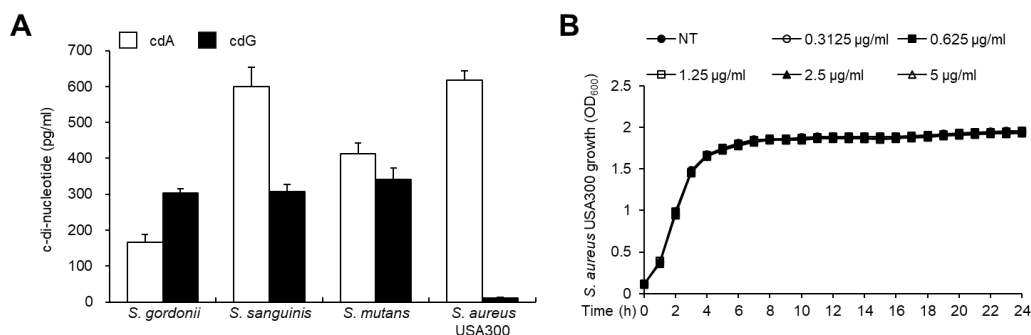 A
cdA
cdG
c-di-nucleotide (pg/ml)
700
600
500
400
300
200
100
0
S. gordonii
S. sanguinis
S. mutans
S. aureus
USA300
B
NT
0.3125 µg/ml
0.625 µg/ml
1.25 µg/ml
2.5 µg/ml
5 µg/ml
S. aureus USA300 growth (OD600)
2.5
2
1.5
1
0.5
0
Time (h) 0 2 4 6 8 10 12 14 16 18 20 22 24